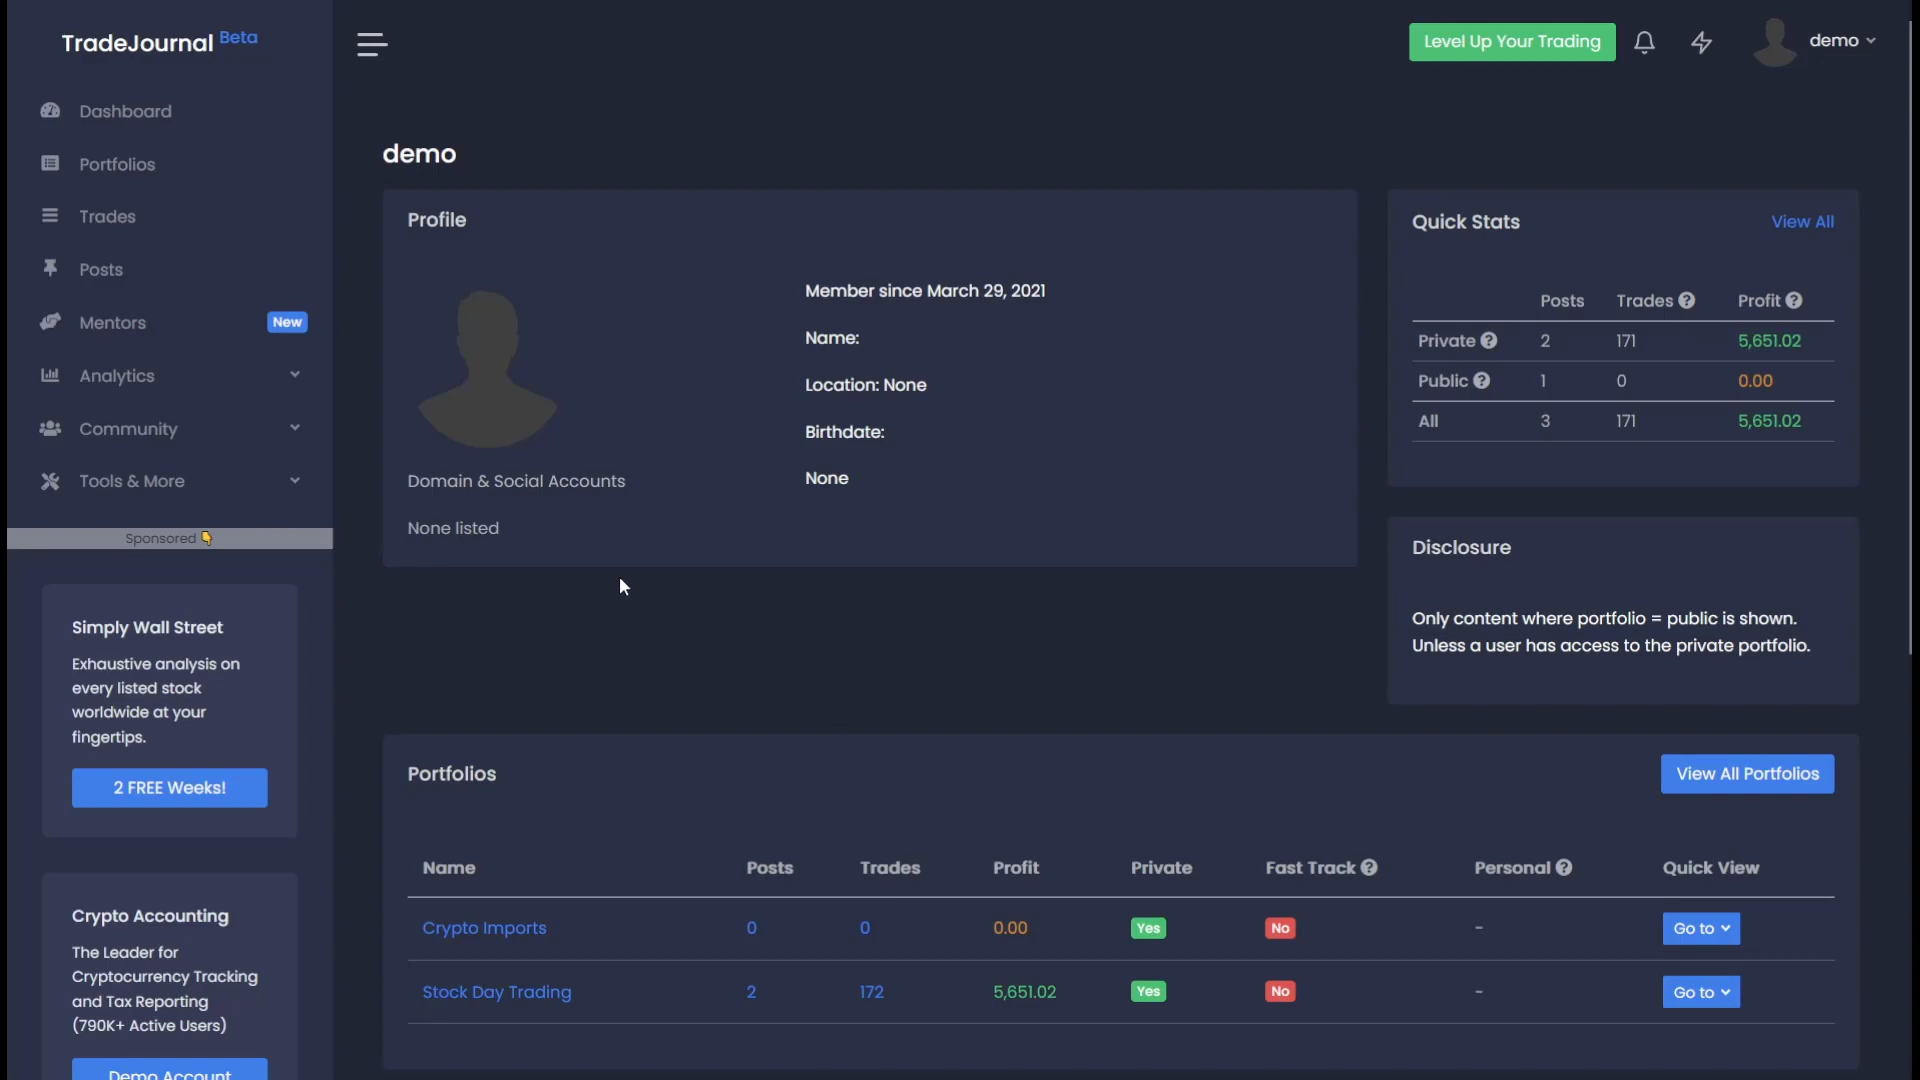 TradeJournal Beta
Level Up Your Trading
demo
Dashboard
Portfolios
Trades
Posts
Mentors
New
Analytics
Community
Tools & More
Sponsored 👇
Simply Wall Street
Exhaustive analysis on
every listed stock
worldwide at your
fingertips.
2 FREE Weeks!
Crypto Accounting
The Leader for
Cryptocurrency Tracking
and Tax Reporting
(790K+ Active Users)
Demo Account
demo
Profile
Domain & Social Accounts
None listed
Member since March 29, 2021
Name:
Location: None
Birthdate:
None
Quick Stats
View All
Posts Trades ? Profit ?
Private ? 2 171 5,651.02
Public ? 1 0 0.00
All 3 171 5,651.02
Disclosure
Only content where portfolio = public is shown.
Unless a user has access to the private portfolio.
Portfolios
View All Portfolios
Name Posts Trades Profit Private Fast Track ? Personal ? Quick View
Crypto Imports 0 0 0.00 Yes No - Go to
Stock Day Trading 2 172 5,651.02 Yes No - Go to